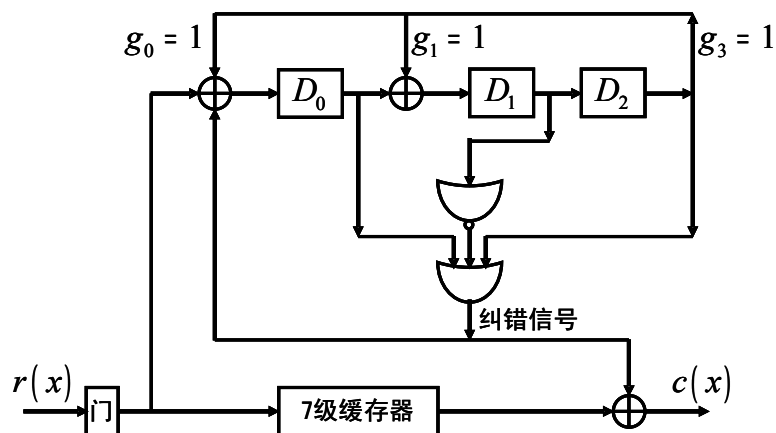 g₀ = 1
g₁ = 1
g₃ = 1
D₀
D₁
D₂
纠错信号
r(x)
门
7级缓存器
c(x)